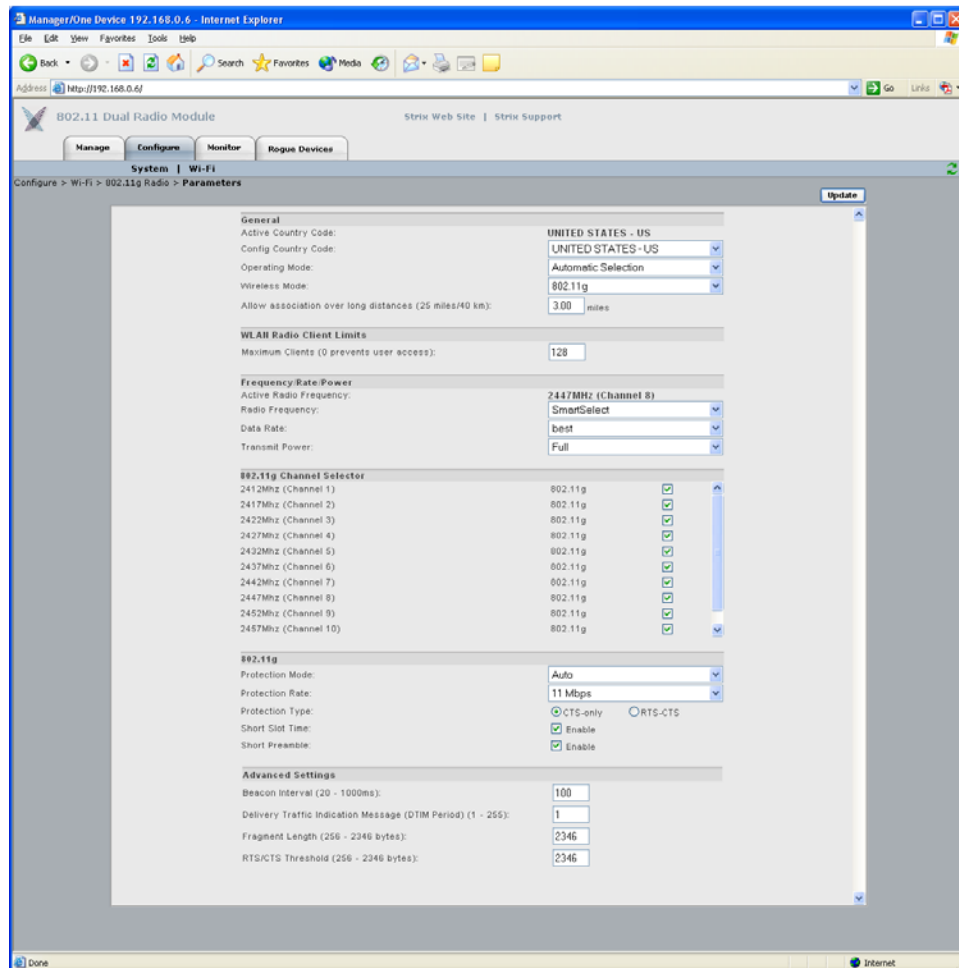 Manager/One Device 192.168.0.6 - Internet Explorer
File Edit View Favorites Tools Help
Back Search Favorites Media
Address http://192.168.0.6/ Go Links
802.11 Dual Radio Module Strix Web Site | Strix Support
Manage Configure Monitor Rogue Devices
System | Wi-Fi
Configure > Wi-Fi > 802.11g Radio > Parameters
Update
General
Active Country Code: UNITED STATES - US
Config Country Code: UNITED STATES - US
Operating Mode: Automatic Selection
Wireless Mode: 802.11g
Allow association over long distances (25 miles/40 km): 3.00 miles
WLAN Radio Client Limits
Maximum Clients (0 prevents user access): 128
Frequency/Rate/Power
Active Radio Frequency: 2447MHz (Channel 8)
Radio Frequency: SmartSelect
Data Rate: best
Transmit Power: Full
802.11g Channel Selector
2412Mhz (Channel 1) 802.11g
2417Mhz (Channel 2) 802.11g
2422Mhz (Channel 3) 802.11g
2427Mhz (Channel 4) 802.11g
2432Mhz (Channel 5) 802.11g
2437Mhz (Channel 6) 802.11g
2442Mhz (Channel 7) 802.11g
2447Mhz (Channel 8) 802.11g
2452Mhz (Channel 9) 802.11g
2457Mhz (Channel 10) 802.11g
802.11g
Protection Mode: Auto
Protection Rate: 11 Mbps
Protection Type: CTS-only RTS-CTS
Short Slot Time: Enable
Short Preamble: Enable
Advanced Settings
Beacon Interval (20 - 1000ms): 100
Delivery Traffic Indication Message (DTIM Period) (1 - 255): 1
Fragment Length (256 - 2346 bytes): 2346
RTS/CTS Threshold (256 - 2346 bytes): 2346
Done Internet